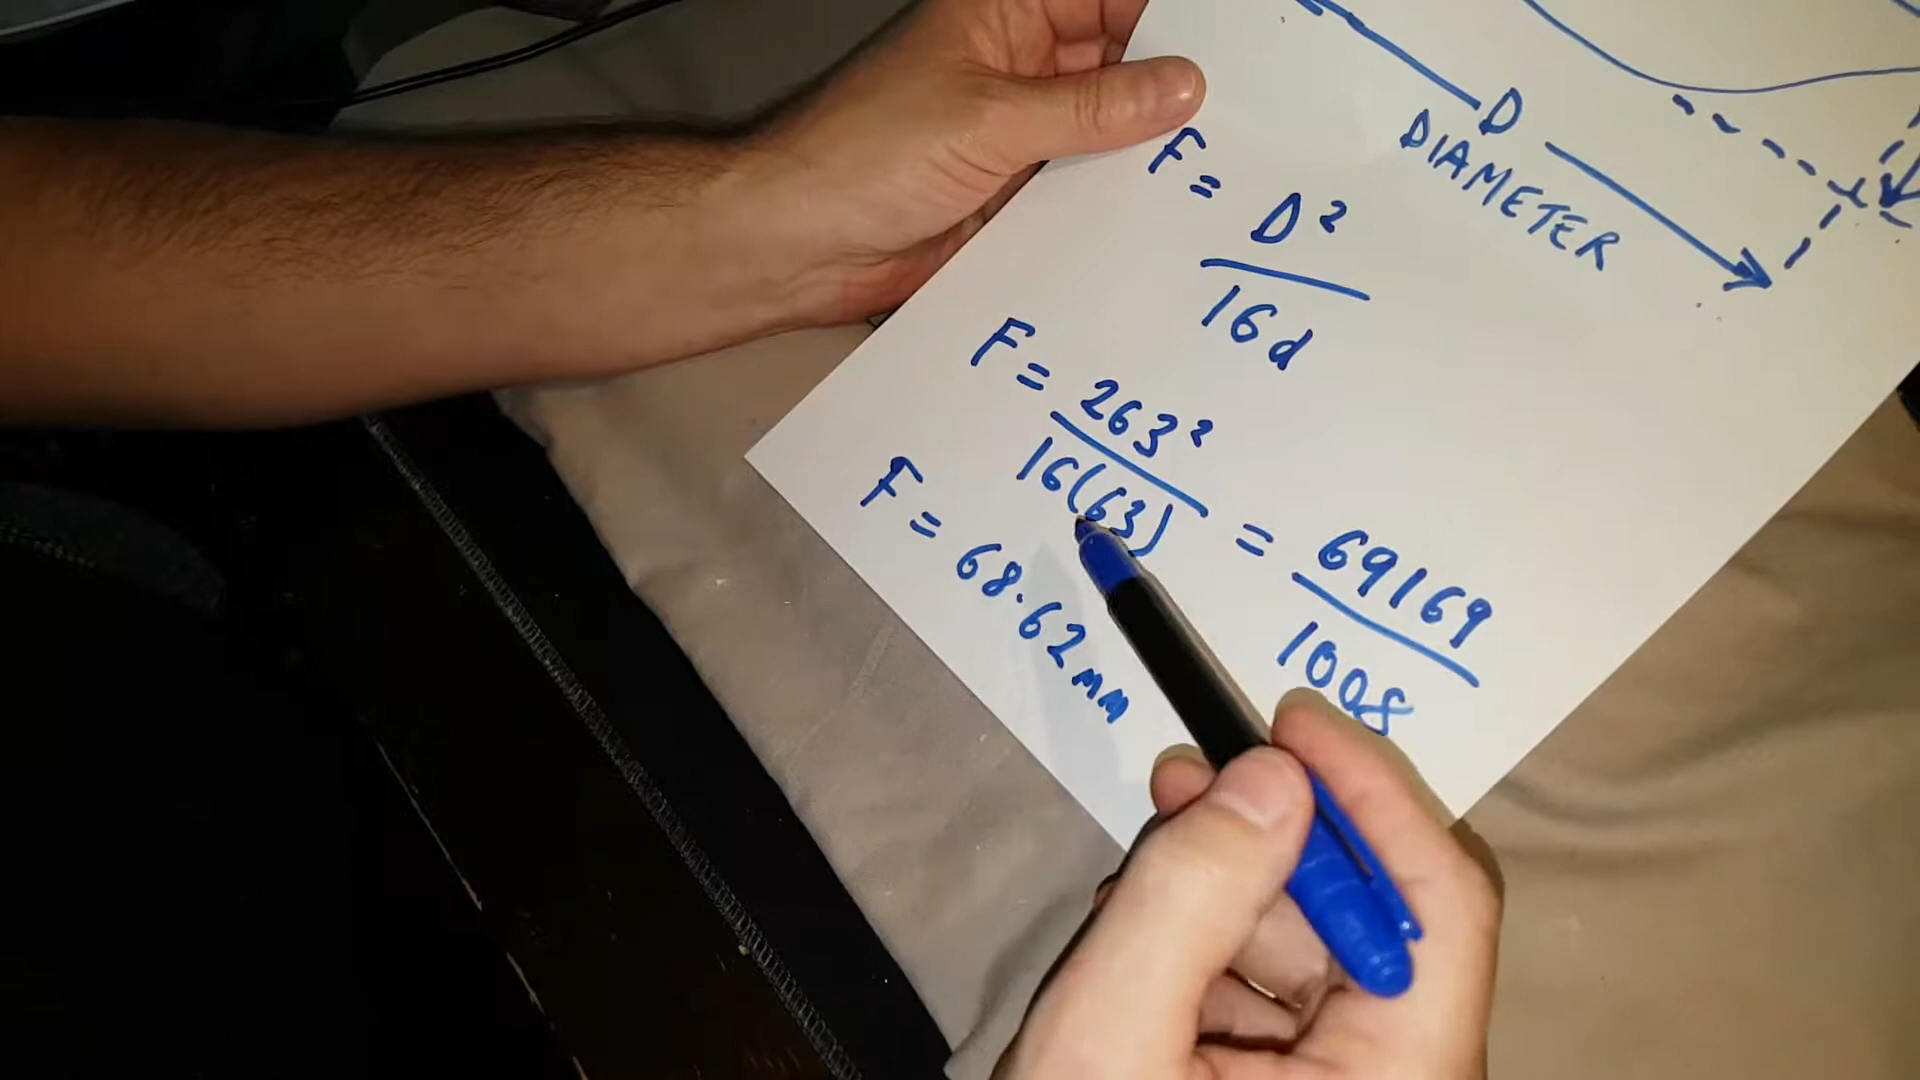 D
DIAMETER
F = D²
16d
F = 263²
16(63)
= 69169
1008
F = 68.62mm